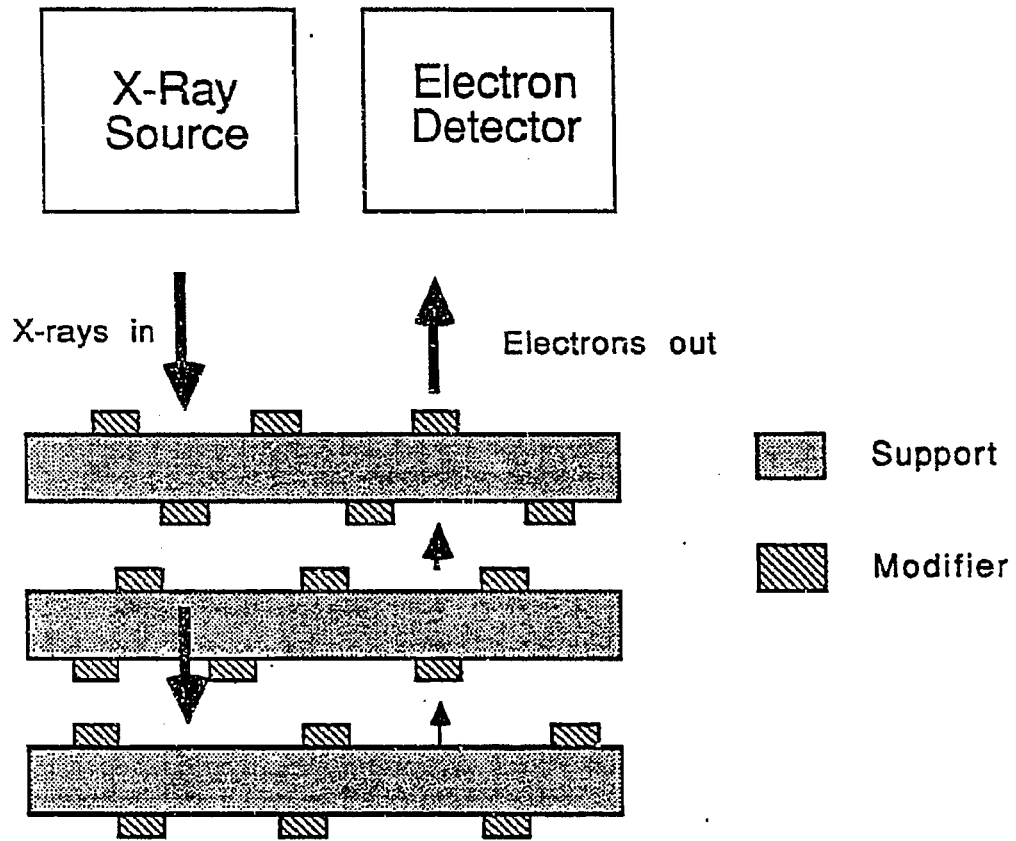 X-Ray
Source
Electron
Detector
X-rays in
Electrons out
Support
Modifier